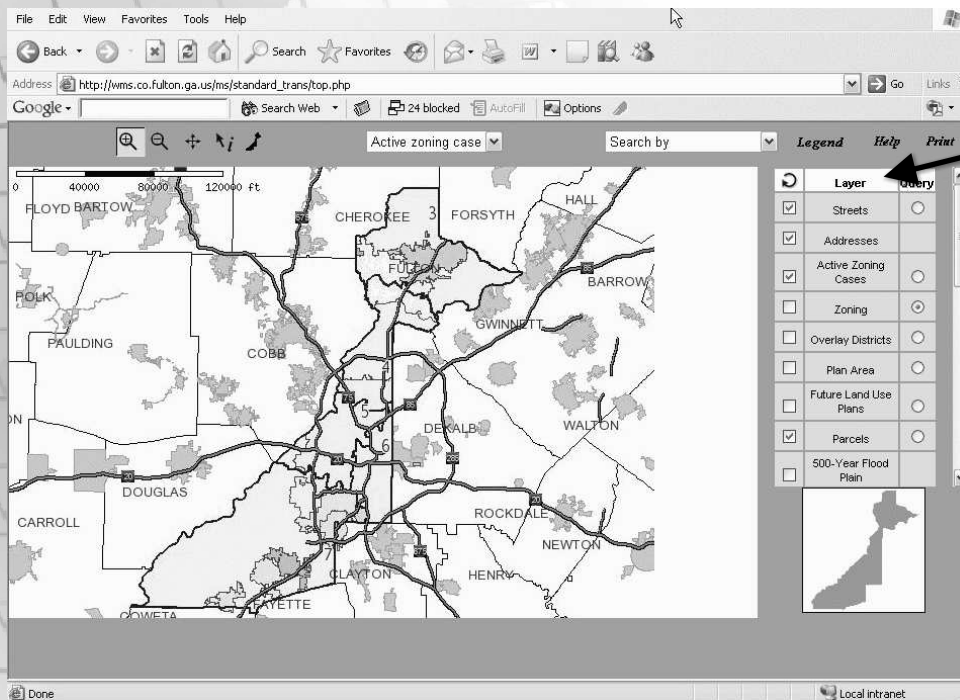 File Edit View Favorites Tools Help
Back Search Favorites
Address http://wms.co.fulton.ga.us/ms/standard_trans/top.php Go Links
Google Search Web 24 blocked AutoFill Options
Active zoning case Search by Legend Help Print
0 40000 80000 120000 ft
Layer Query
Streets
Addresses
Active Zoning
Cases
Zoning
Overlay Districts
Plan Area
Future Land Use
Plans
Parcels
500-Year Flood
Plain
FLOYD BARTOW CHEROKEE 3 FORSYTH HALL
FULTON
BARROW
POLK
GWINNETT
PAULDING
COBB
4
5
DEKALB WALTON
6
20
DOUGLAS
CARROLL ROCKDALE
NEWTON
7
CLAYTON HENRY
FAYETTE
COWETA
Done Local intranet